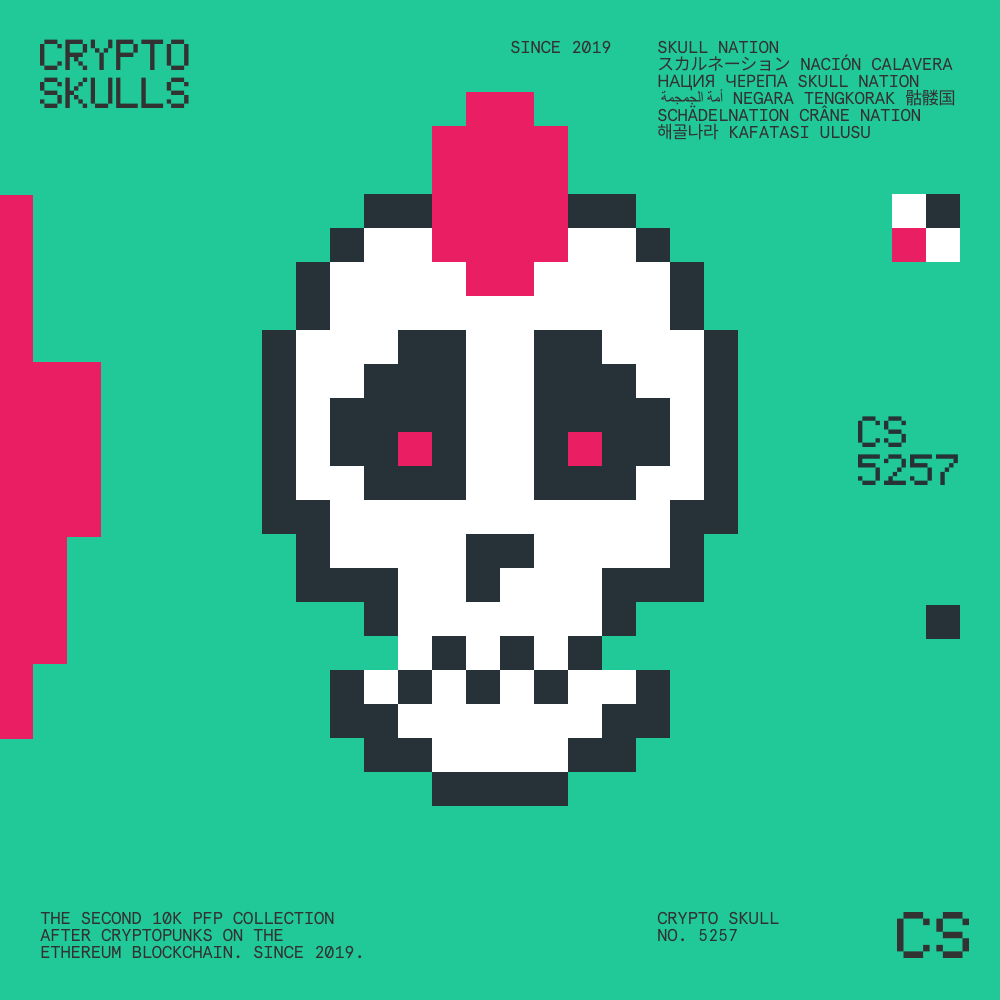 CRYPTO
SKULLS
SINCE 2019
SKULL NATION
スカルネーション NACIÓN CALAVERA
НАЦИЯ ЧЕРЕПА SKULL NATION
أمة الجمجمة NEGARA TENGKORAK 骷髅国
SCHÄDELNATION CRÂNE NATION
해골나라 KAFATASI ULUSU
CS
5257
THE SECOND 10K PFP COLLECTION
AFTER CRYPTOPUNKS ON THE
ETHEREUM BLOCKCHAIN. SINCE 2019.
CRYPTO SKULL
NO. 5257
CS